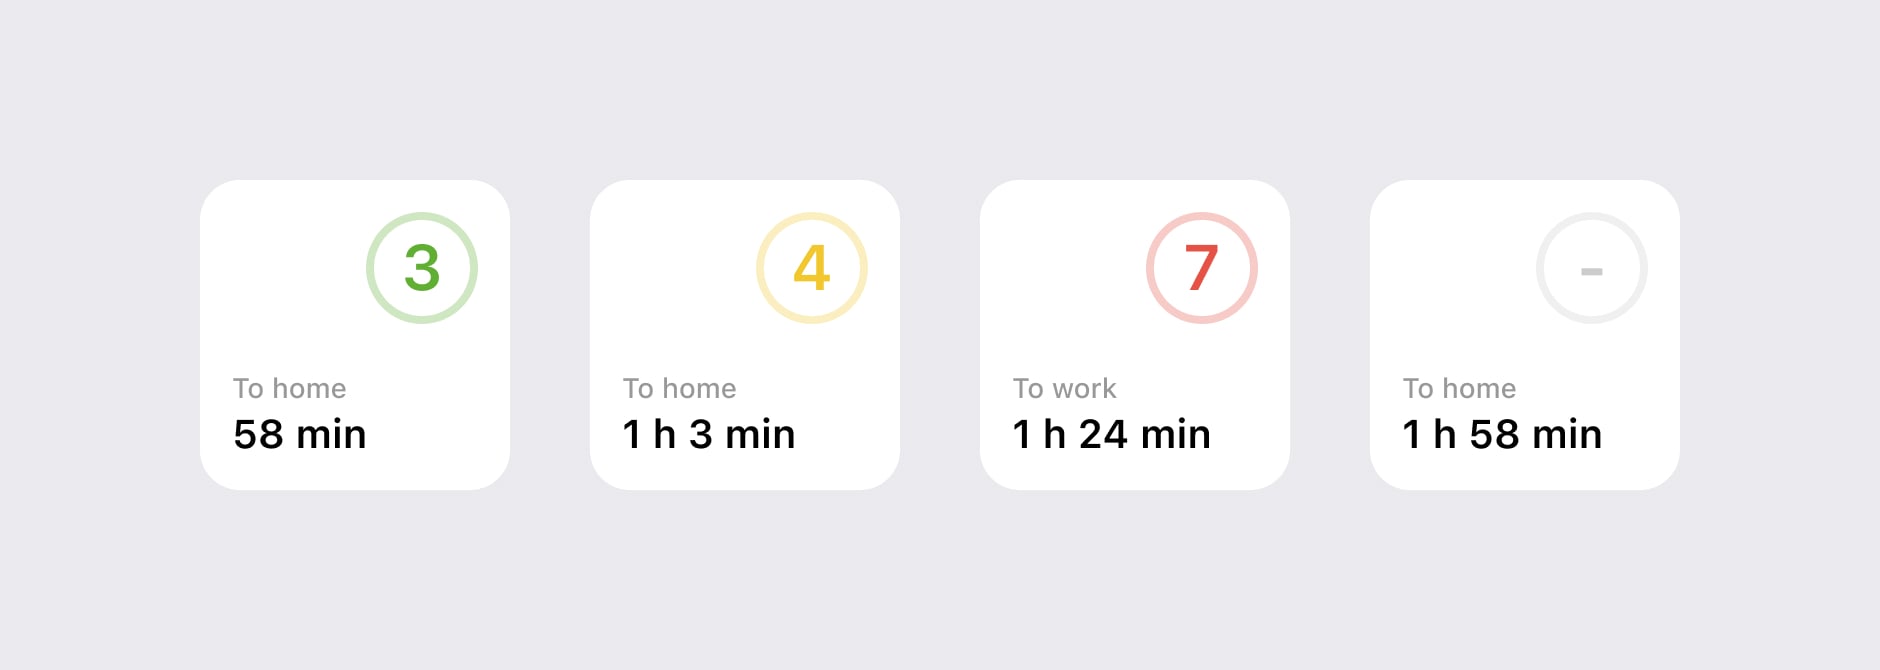 3
To home
58 min
4
To home
1 h 3 min
7
To work
1 h 24 min
-
To home
1 h 58 min